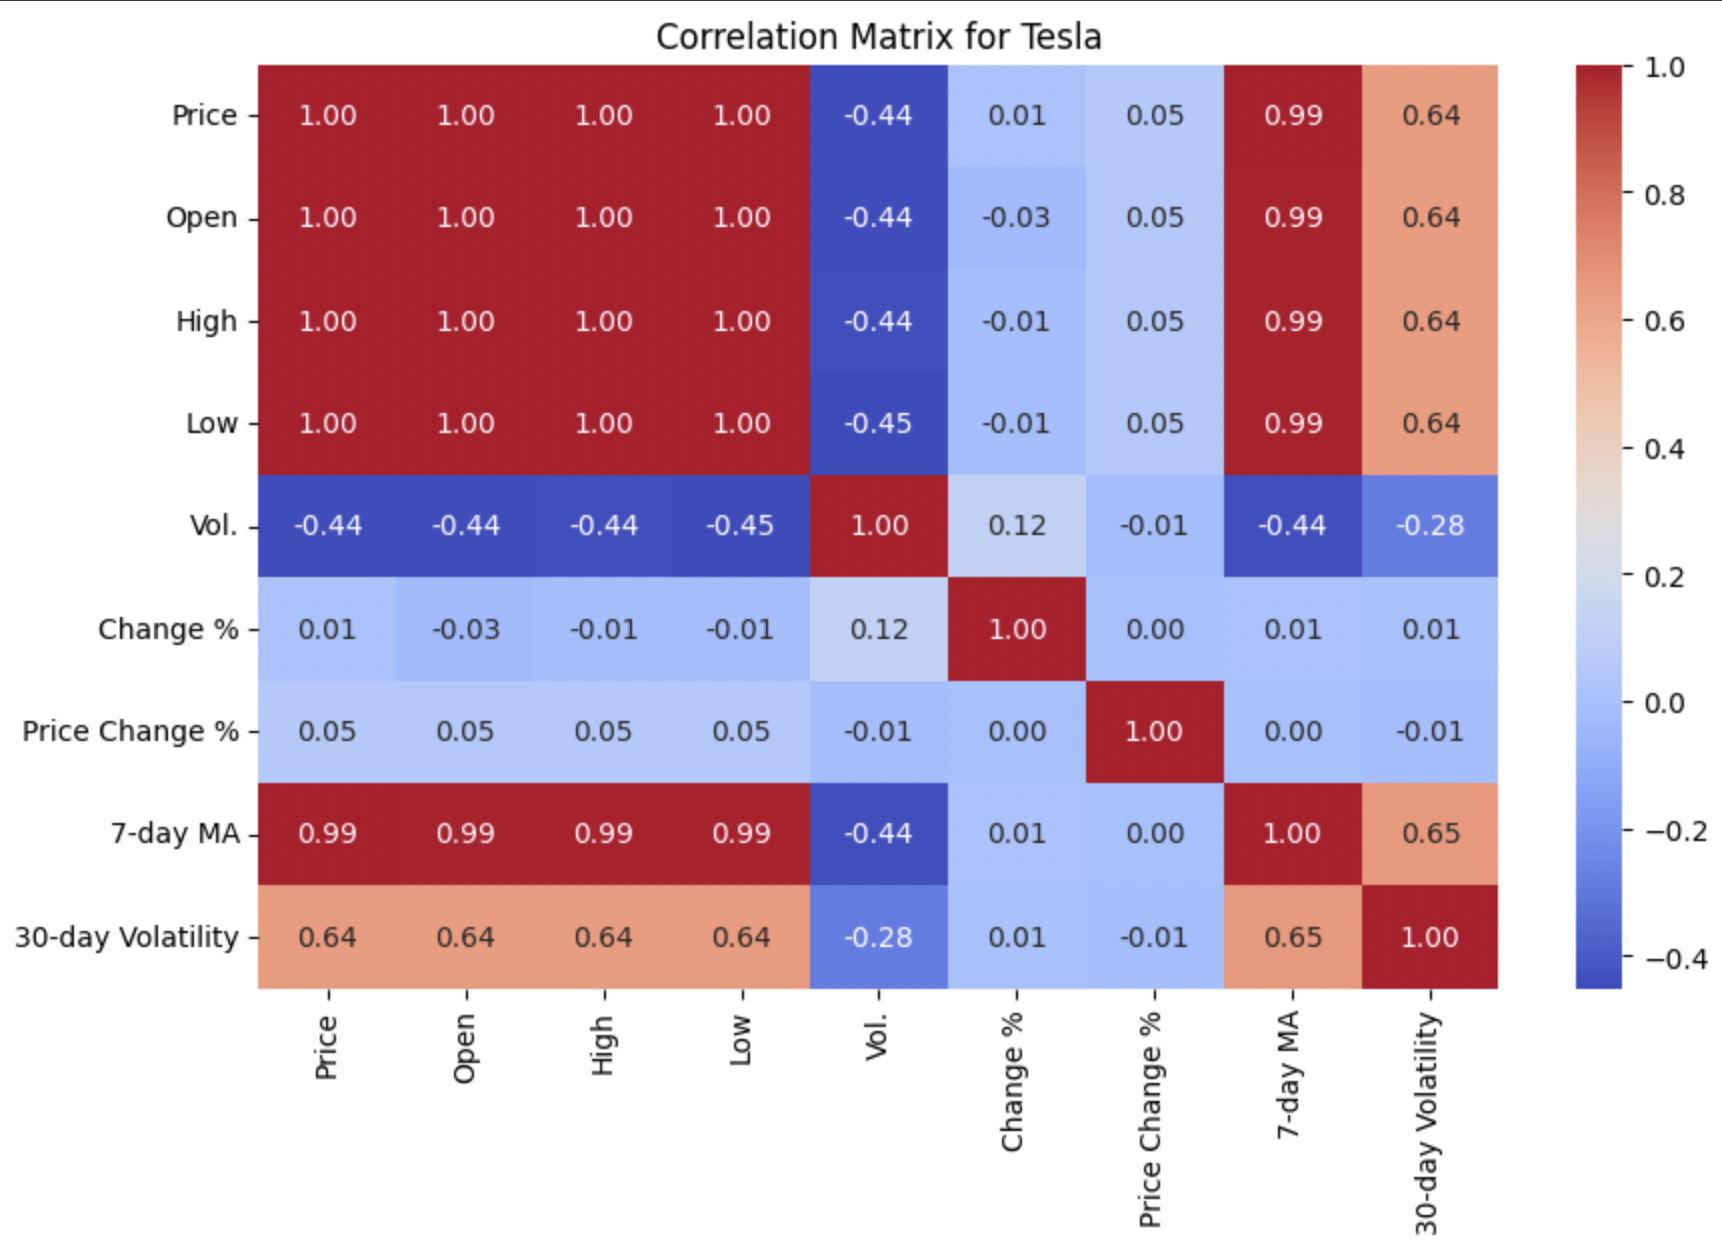 Correlation Matrix for Tesla
Price 1.00 1.00 1.00 1.00 -0.44 0.01 0.05 0.99 0.64
Open 1.00 1.00 1.00 1.00 -0.44 -0.03 0.05 0.99 0.64
High 1.00 1.00 1.00 1.00 -0.44 -0.01 0.05 0.99 0.64
Low 1.00 1.00 1.00 1.00 -0.45 -0.01 0.05 0.99 0.64
Vol. -0.44 -0.44 -0.44 -0.45 1.00 0.12 -0.01 -0.44 -0.28
Change % 0.01 -0.03 -0.01 -0.01 0.12 1.00 0.00 0.01 0.01
Price Change % 0.05 0.05 0.05 0.05 -0.01 0.00 1.00 0.00 -0.01
7-day MA 0.99 0.99 0.99 0.99 -0.44 0.01 0.00 1.00 0.65
30-day Volatility 0.64 0.64 0.64 0.64 -0.28 0.01 -0.01 0.65 1.00
Price
Open
High
Low
Vol.
Change %
Price Change %
7-day MA
30-day Volatility
1.0
0.8
0.6
0.4
0.2
0.0
−0.2
−0.4